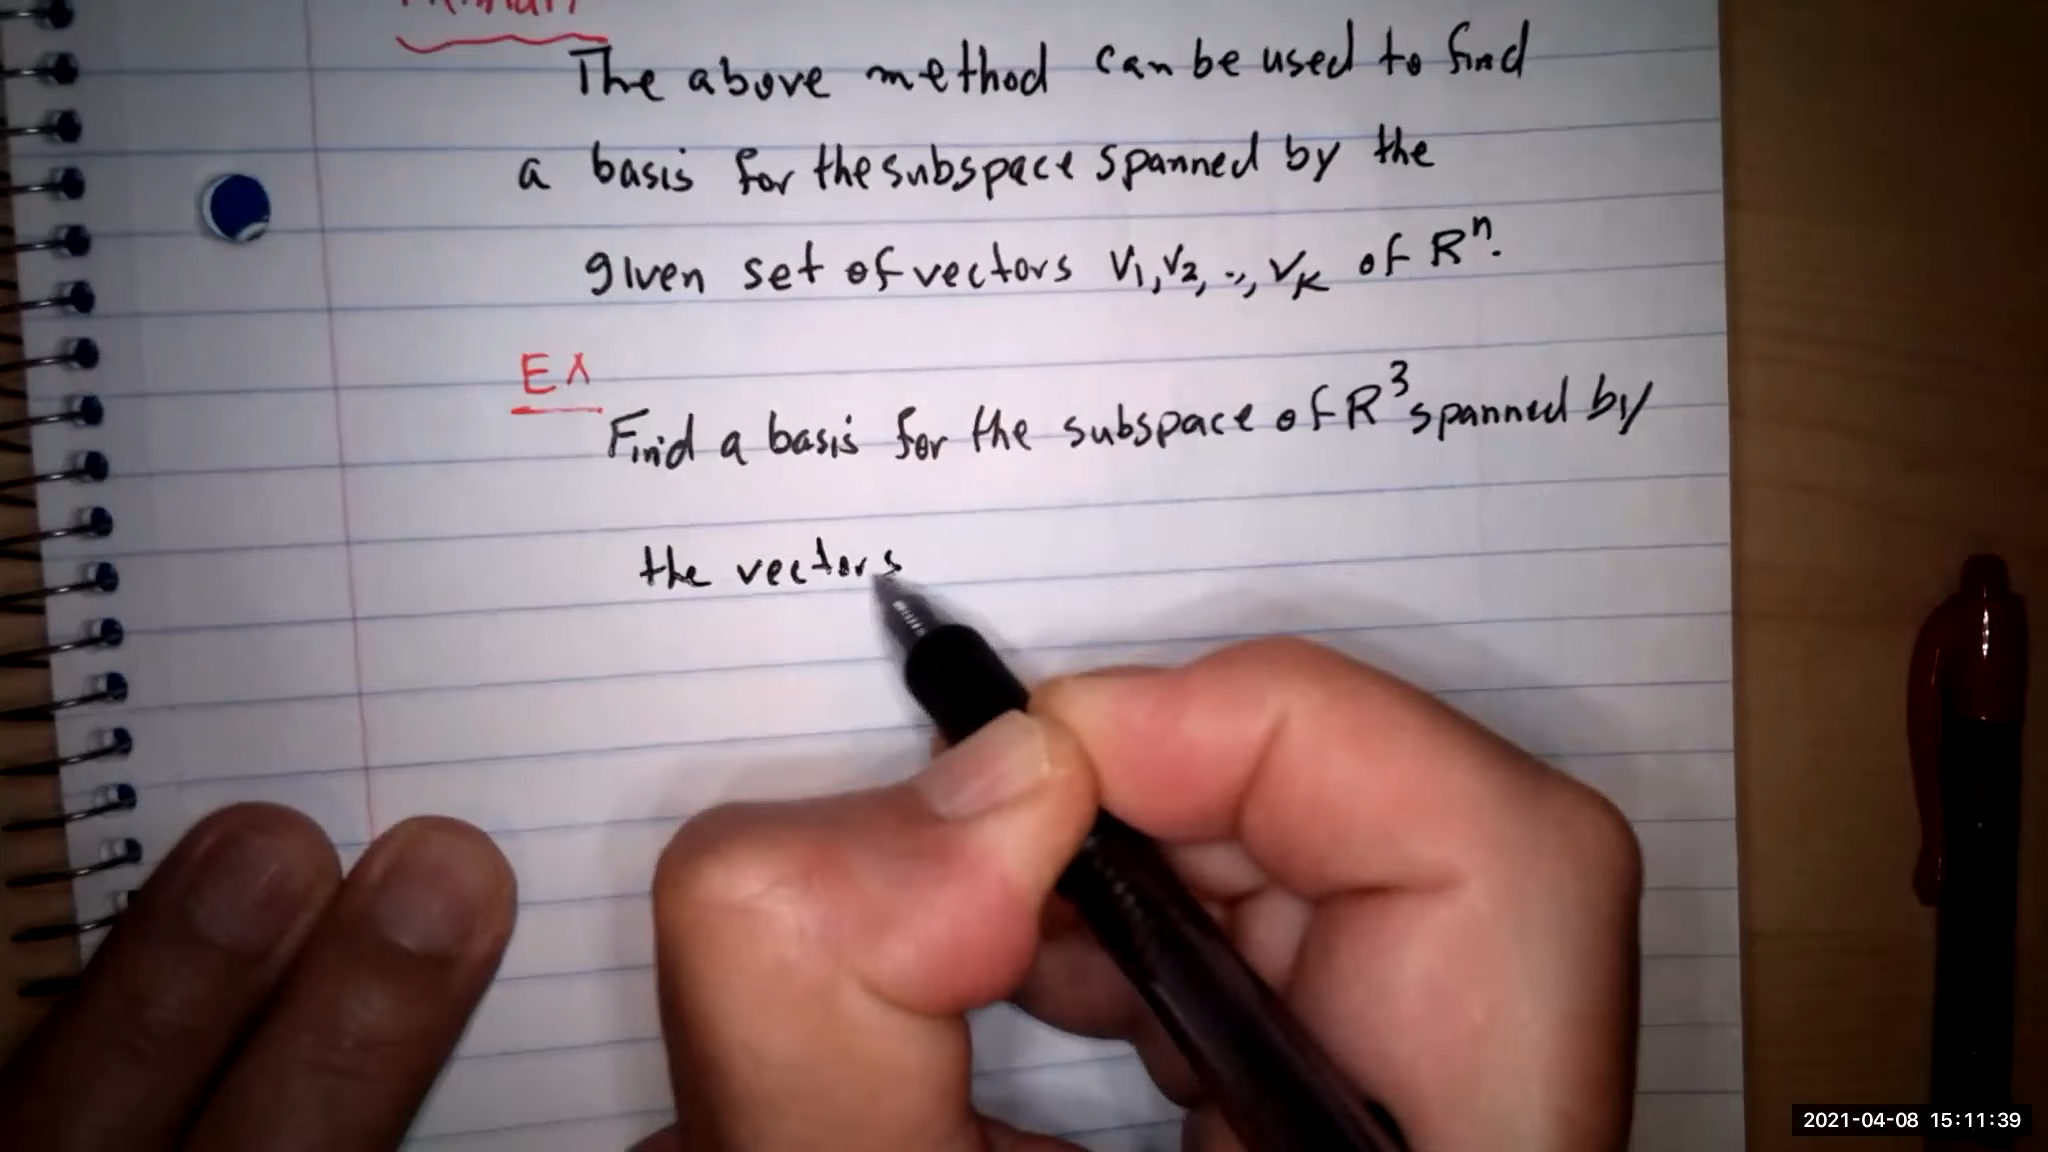 The above method can be used to find
a basis for the subspace spanned by the
given set of vectors V1, V2, .., VK of R^n.
EX
Find a basis for the subspace of R^3 spanned by
the vectors
2021-04-08 15:11:39